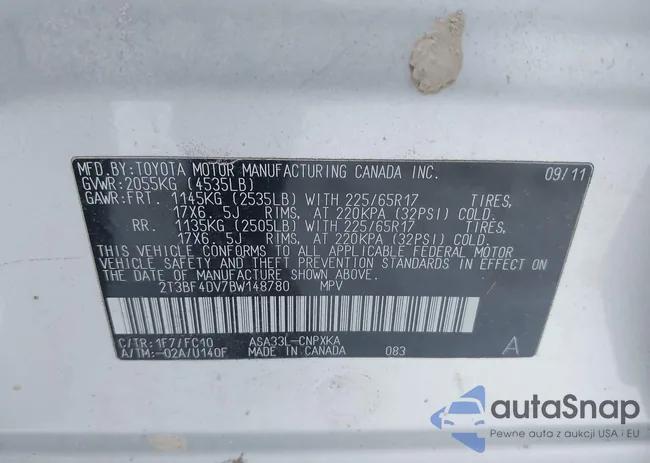 MFD.BY:TOYOTA MOTOR MANUFACTURING CANADA INC. 09/11
GVWR:2055KG (4535LB)
GAWR:FRT. 1145KG (2535LB) WITH 225/65R17 TIRES,
17X6.5J RIMS, AT 220KPA (32PSI) COLD.
RR. 1135KG (2505LB) WITH 225/65R17 TIRES,
17X6.5J RIMS, AT 220KPA (32PSI) COLD.
THIS VEHICLE CONFORMS TO ALL APPLICABLE FEDERAL MOTOR
VEHICLE SAFETY AND THEFT PREVENTION STANDARDS IN EFFECT ON
THE DATE OF MANUFACTURE SHOWN ABOVE.
2T3BF4DV7BW148780 MPV
C/TR:1F7/FC10 ASA33L-CNPXKA
A/TM:-02A/U140F MADE IN CANADA 083 A
autoSnap
Pewne auta z aukcji USA i EU